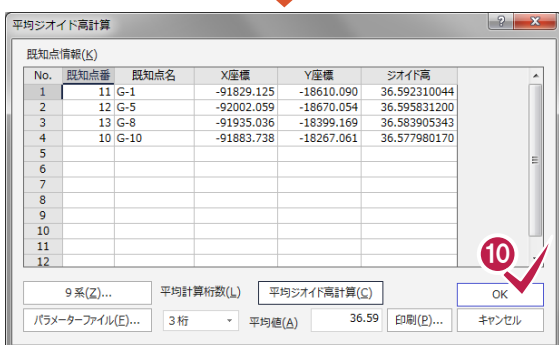 平均ジオイド高計算
既知点情報(K)
No. 既知点番 既知点名 X座標 Y座標 ジオイド高
1 11 G-1 -91829.125 -18610.090 36.592310044
2 12 G-5 -92002.059 -18670.054 36.595831200
3 13 G-8 -91935.036 -18399.169 36.583905343
4 10 G-10 -91883.738 -18267.061 36.577980170
5
6
7
8
9
10
11
12
10
9系(Z)... 平均計算桁数(L) 平均ジオイド高計算(C) OK
パラメーターファイル(F)... 3桁 平均値(A) 36.59 印刷(P)... キャンセル